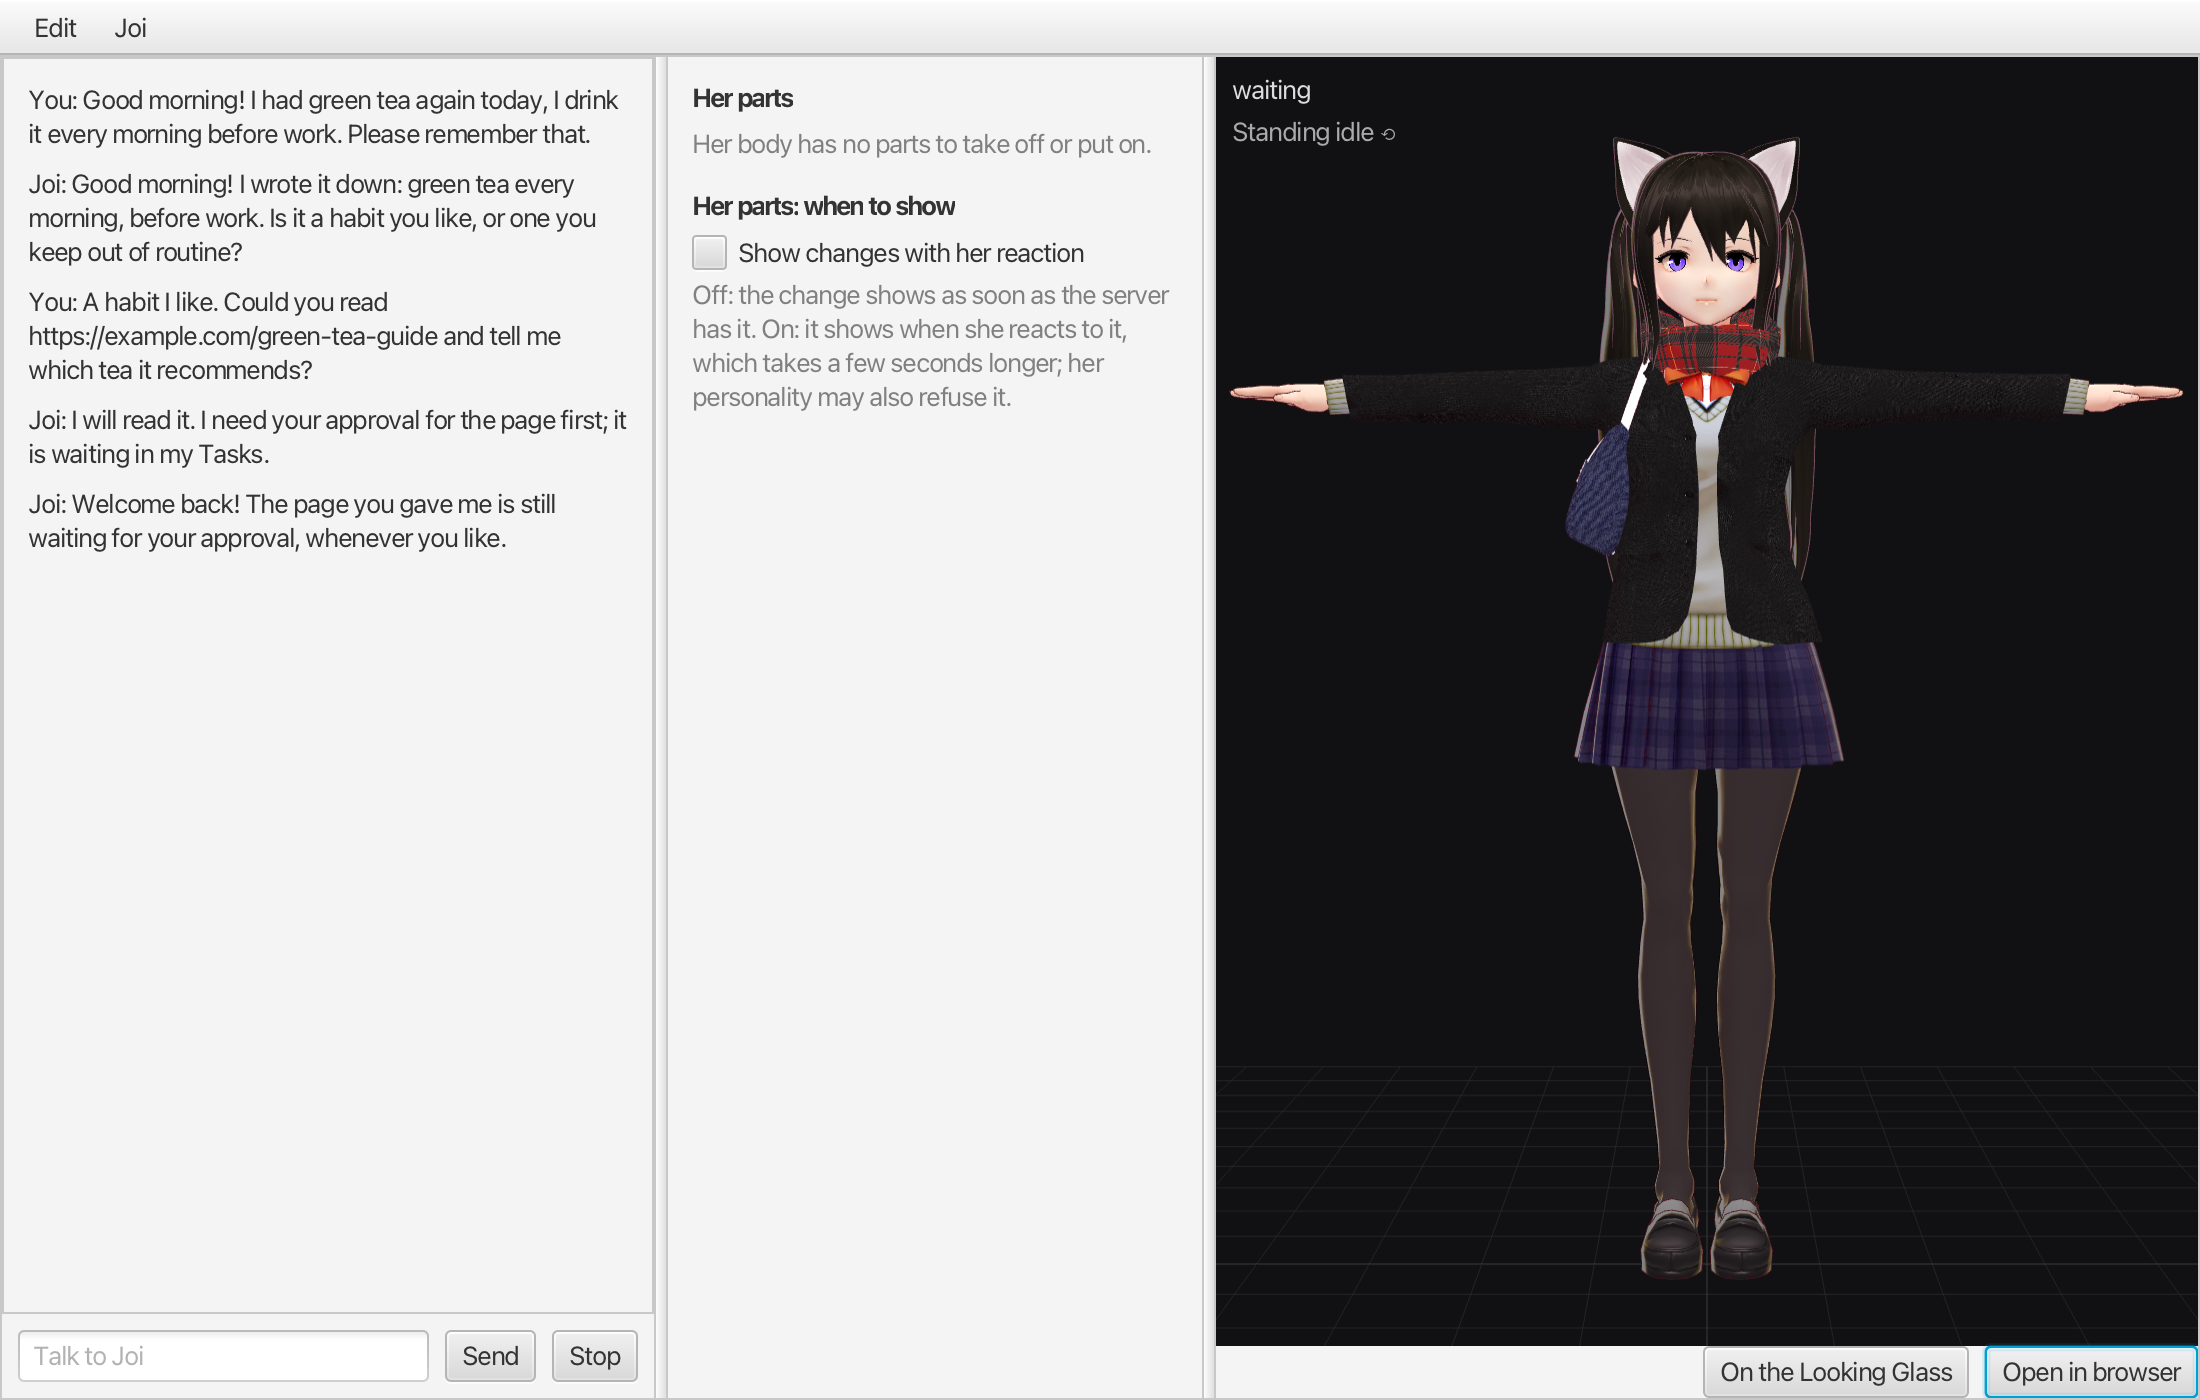 Edit Joi
You: Good morning! I had green tea again today, I drink
it every morning before work. Please remember that.
Joi: Good morning! I wrote it down: green tea every
morning, before work. Is it a habit you like, or one you
keep out of routine?
You: A habit I like. Could you read
https://example.com/green-tea-guide and tell me
which tea it recommends?
Joi: I will read it. I need your approval for the page first; it
is waiting in my Tasks.
Joi: Welcome back! The page you gave me is still
waiting for your approval, whenever you like.
Talk to Joi
Send
Stop
Her parts
Her body has no parts to take off or put on.
Her parts: when to show
Show changes with her reaction
Off: the change shows as soon as the server
has it. On: it shows when she reacts to it,
which takes a few seconds longer; her
personality may also refuse it.
waiting
Standing idle ⟲
On the Looking Glass
Open in browser